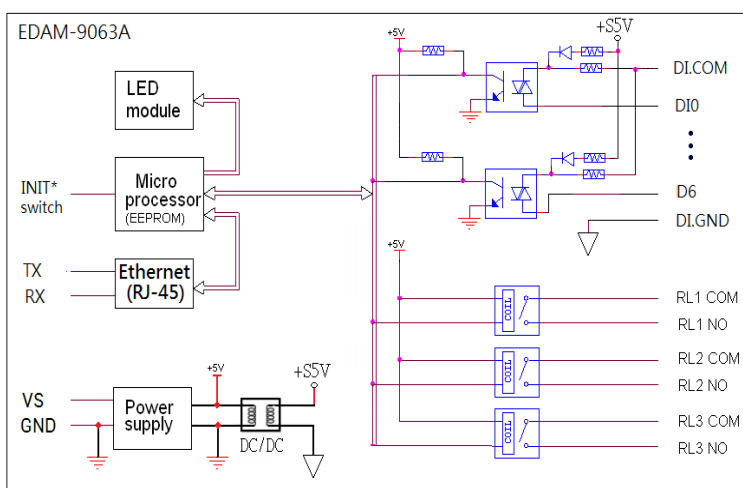 EDAM-9063A
LED
module
INIT*
switch
Micro
processor
(EEPROM)
TX
RX
Ethernet
(RJ-45)
VS
GND
Power
supply
+5V
+S5V
DC/DC
+5V
+S5V
DI.COM
DI0
+5V
D6
DI.GND
+5V
COIL
RL1 COM
RL1 NO
COIL
RL2 COM
RL2 NO
COIL
RL3 COM
RL3 NO